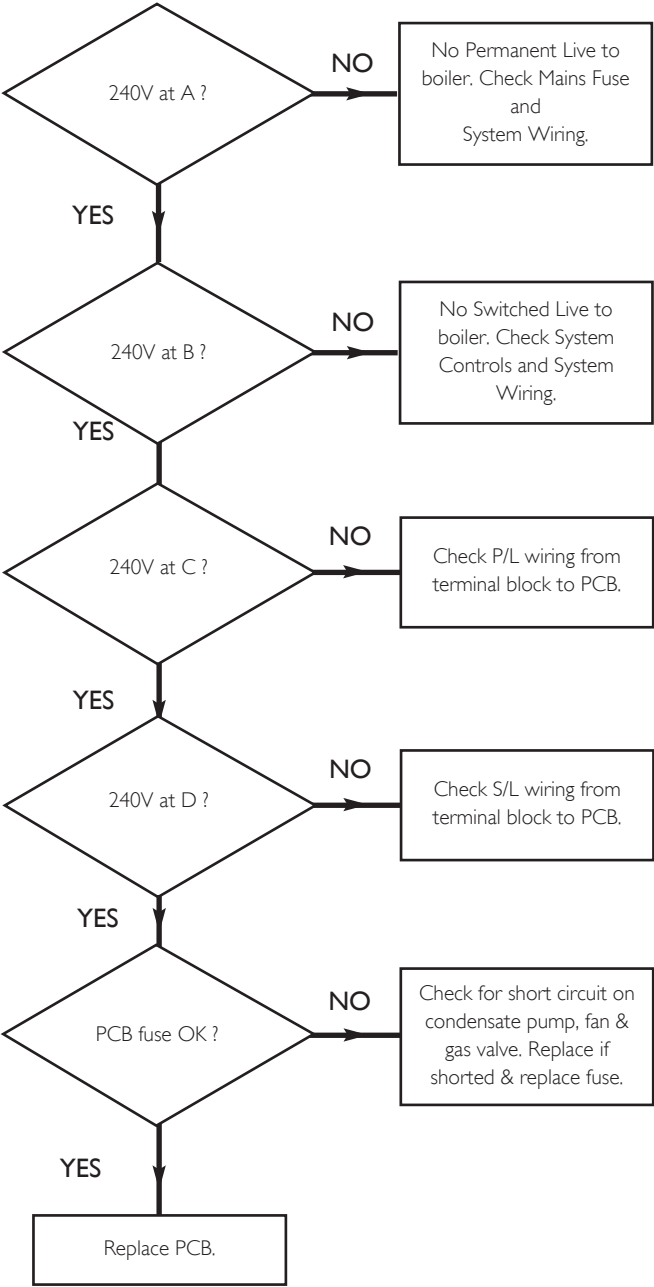 240V at A ?
NO
No Permanent Live to
boiler. Check Mains Fuse
and
System Wiring.
YES
240V at B ?
NO
No Switched Live to
boiler. Check System
Controls and System
Wiring.
YES
240V at C ?
NO
Check P/L wiring from
terminal block to PCB.
YES
240V at D ?
NO
Check S/L wiring from
terminal block to PCB.
YES
PCB fuse OK ?
NO
Check for short circuit on
condensate pump, fan &
gas valve. Replace if
shorted & replace fuse.
YES
Replace PCB.